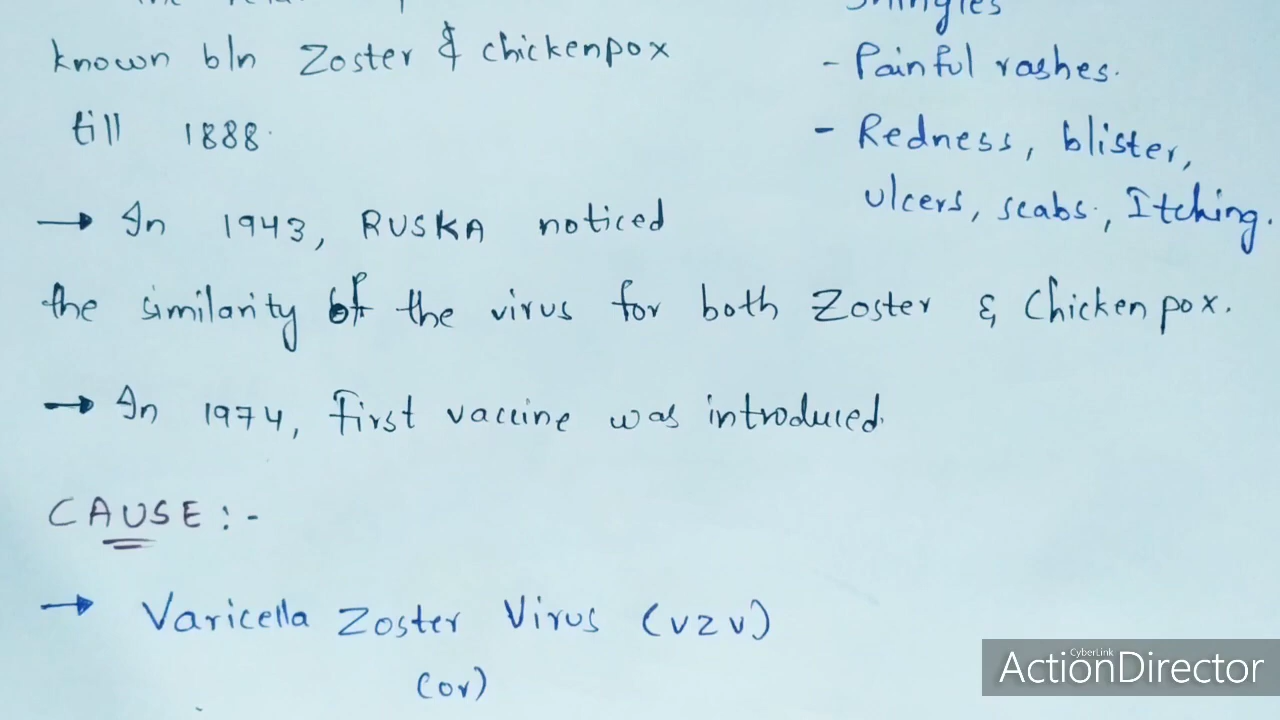 known b/n Zoster & chickenpox
till 1888.
→ In 1943, RUSKA noticed
the similarity of the virus for both Zoster & Chickenpox.
→ In 1974, First vaccine was introduced.
CAUSE :-
→ Varicella Zoster Virus (VZV)
(or)
Shingles
- Painful rashes.
- Redness, blister,
ulcers, scabs, Itching.
CyberLink
ActionDirector